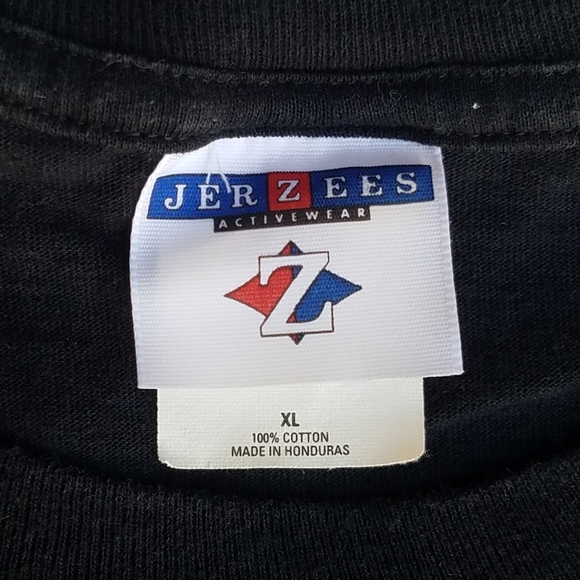 JERZEES
ACTIVEWEAR
Z
XL
100% COTTON
MADE IN HONDURAS